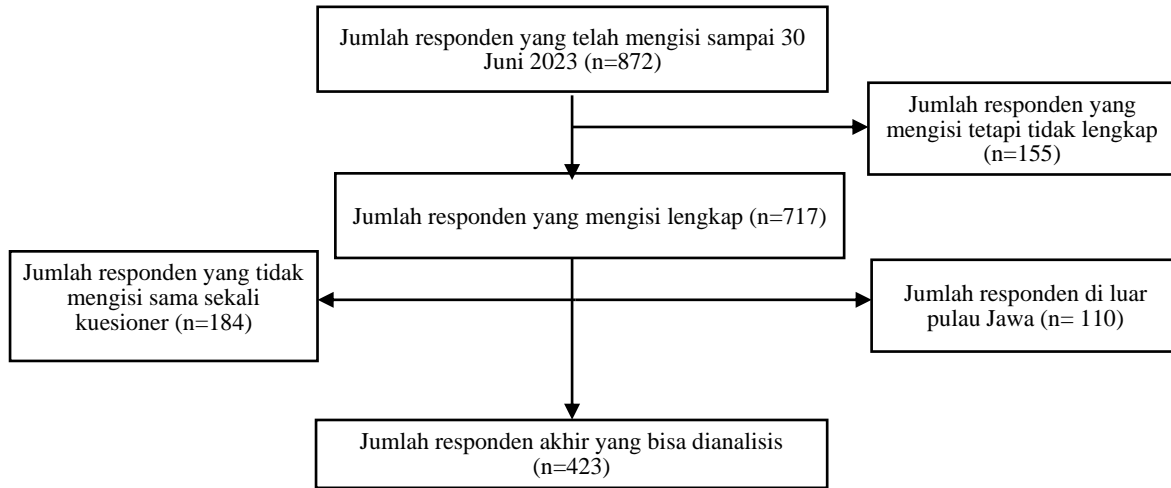 Jumlah responden yang telah mengisi sampai 30
Juni 2023 (n=872)
Jumlah responden yang
mengisi tetapi tidak lengkap
(n=155)
Jumlah responden yang mengisi lengkap (n=717)
Jumlah responden yang tidak
mengisi sama sekali
kuesioner (n=184)
Jumlah responden di luar
pulau Jawa (n= 110)
Jumlah responden akhir yang bisa dianalisis
(n=423)